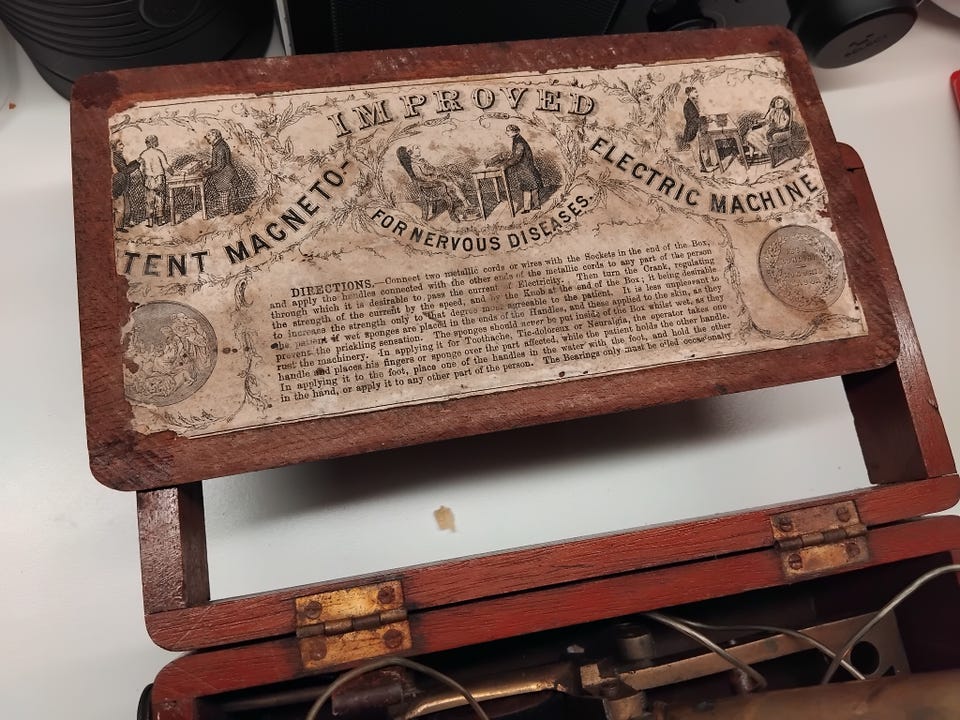 IMPROVED
TENT MAGNETO-
ELECTRIC MACHINE
FOR NERVOUS DISEASES.
DIRECTIONS.—Connect two metallic cords or wires with the Sockets in the end of the Box,
and apply the handles connected with the other ends of the metallic cords to any part of the person
through which it is desirable to pass the current of Electricity. Then turn the Crank, regulating
the strength of the current by the speed, and by the Knob at the end of the Box; it being desirable
to increase the strength only to that degree most agreeable to the patient. It is less unpleasant to
the patient if wet sponges are placed in the ends of the Handles, and these applied to the skin, as they
prevent the prickling sensation. The sponges should never be put inside of the Box whilst wet, as they
rust the machinery. In applying it for Toothache, Tic-doloreux or Neuralgia, the operator takes one
handle and places his fingers or sponge over the part affected, while the patient holds the other handle.
In applying it to the foot, place one of the handles in the water with the foot, and hold the other
in the hand, or apply it to any other part of the person. The Bearings only must be oiled occasionally